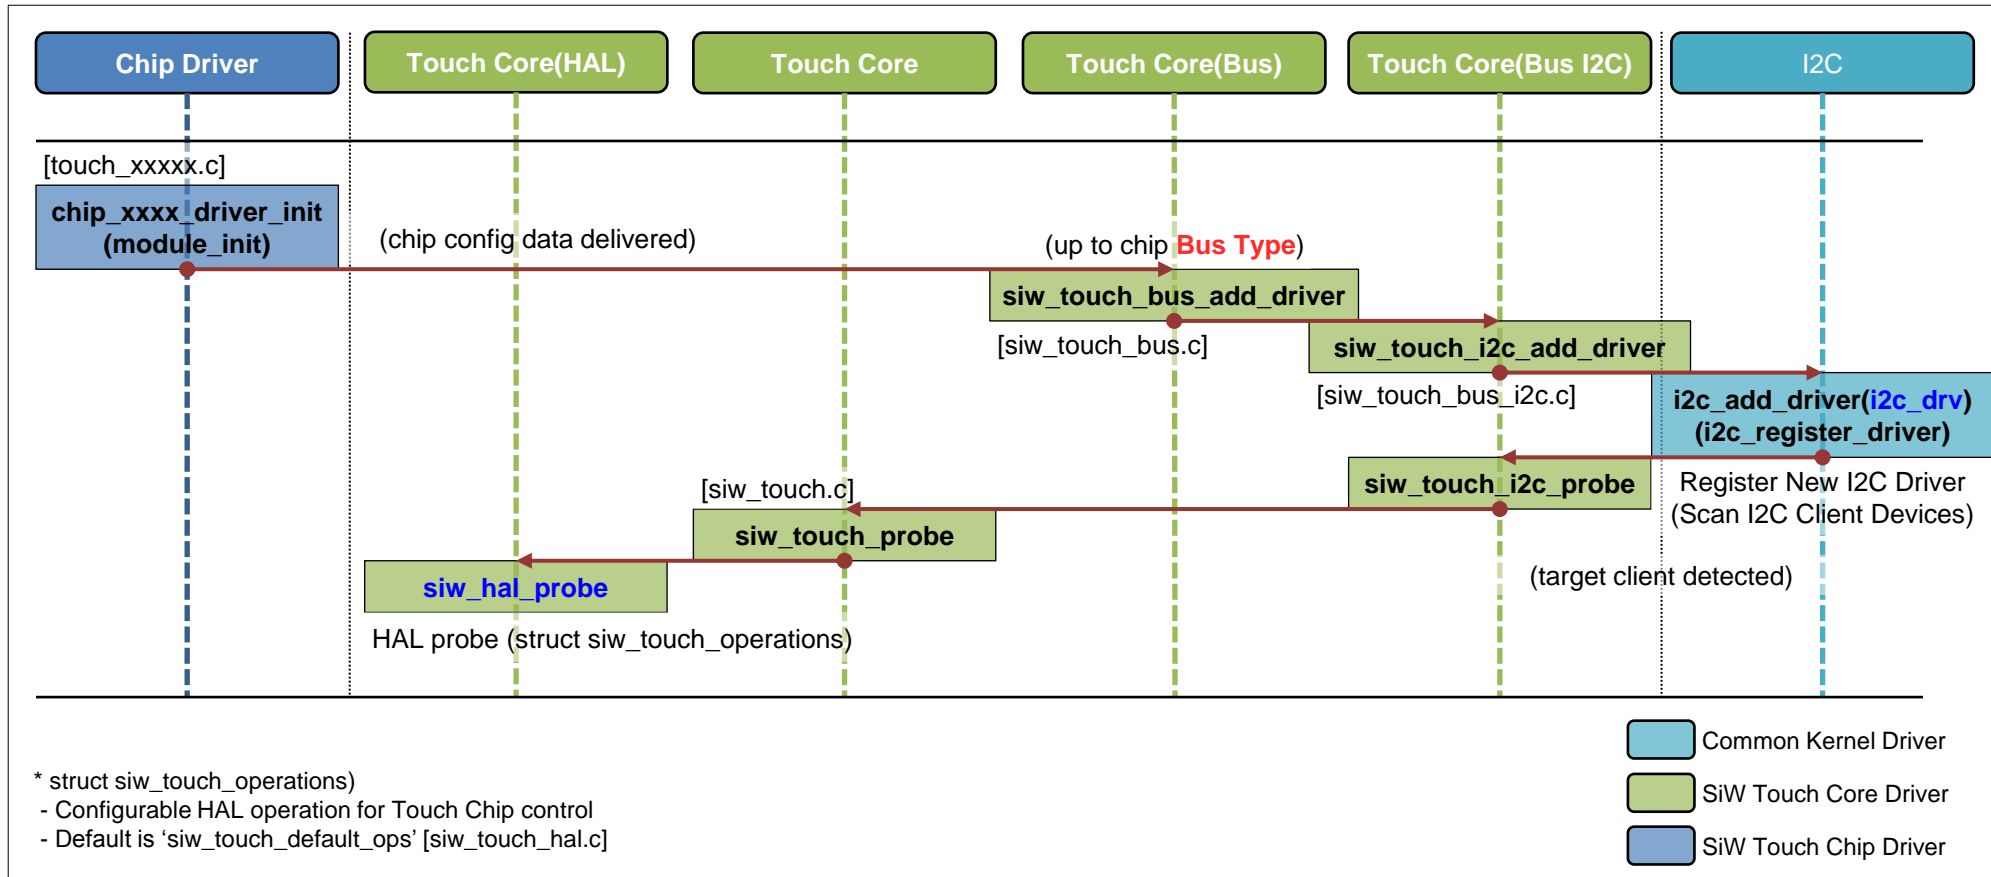 Chip Driver
Touch Core(HAL)
Touch Core
Touch Core(Bus)
Touch Core(Bus I2C)
I2C
[touch_xxxxx.c]
chip_xxxx_driver_init
(module_init)
(chip config data delivered)
(up to chip Bus Type)
siw_touch_bus_add_driver
[siw_touch_bus.c]
siw_touch_i2c_add_driver
[siw_touch_bus_i2c.c]
i2c_add_driver(i2c_drv)
(i2c_register_driver)
siw_touch_i2c_probe
Register New I2C Driver
(Scan I2C Client Devices)
[siw_touch.c]
siw_touch_probe
(target client detected)
siw_hal_probe
HAL probe (struct siw_touch_operations)
* struct siw_touch_operations)
- Configurable HAL operation for Touch Chip control
- Default is ‘siw_touch_default_ops’ [siw_touch_hal.c]
Common Kernel Driver
SiW Touch Core Driver
SiW Touch Chip Driver